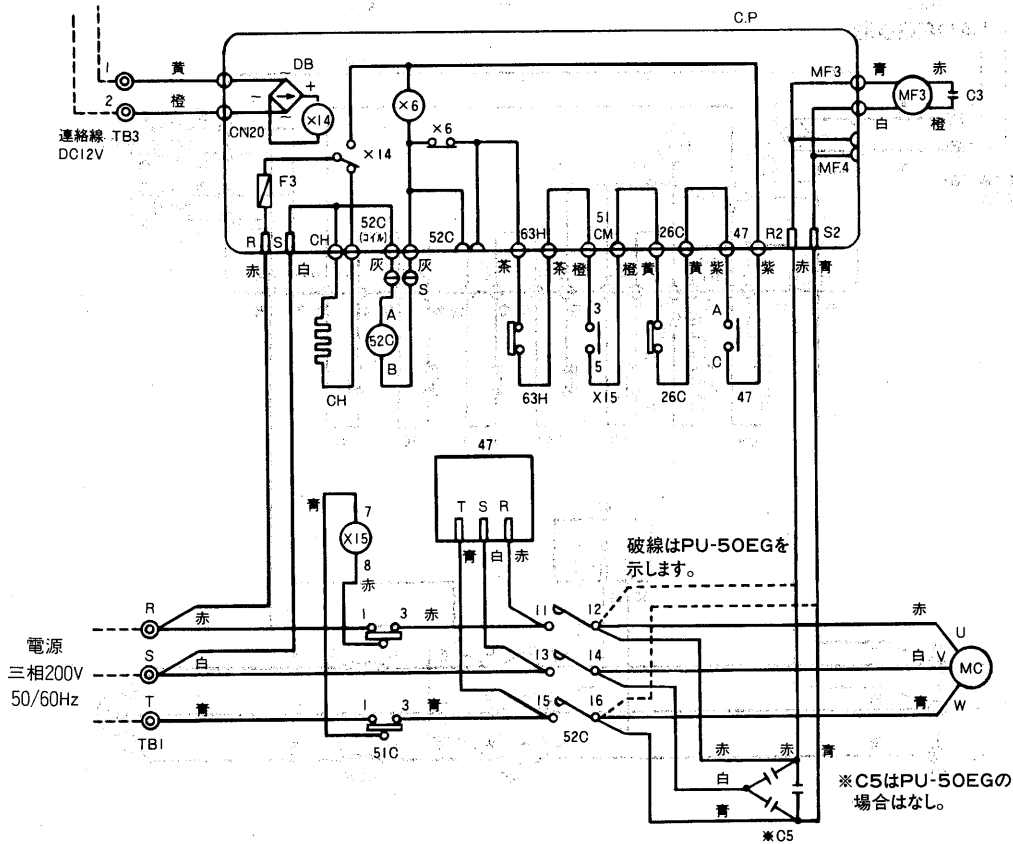 C.P
1
黄
DB
~
+
−
~
×14
2
橙
CN20
連絡線 TB3
DC12V
×6
×6
×14
F3
MF3
青
赤
MF3
C3
白
橙
MF4
R
S
CH
52C
(コイル)
52C
63H
51
CM
26C
47
R2
S2
赤
白
灰
灰
茶
茶
橙
橙
黄
黄
紫
紫
赤
青
S
A
52C
B
3
5
A
C
CH
63H
X15
26C
47
47
T
S
R
青
白
赤
青
7
X15
8
赤
破線はPU-50EGを
示します。
R
赤
1
3
赤
11
12
赤
U
電源
三相200V
50/60Hz
S
白
13
14
白
V
MC
T
青
1
3
青
15
16
青
W
TB1
51C
52C
赤
赤
青
白
青
※C5
※C5はPU-50EGの
場合はなし。